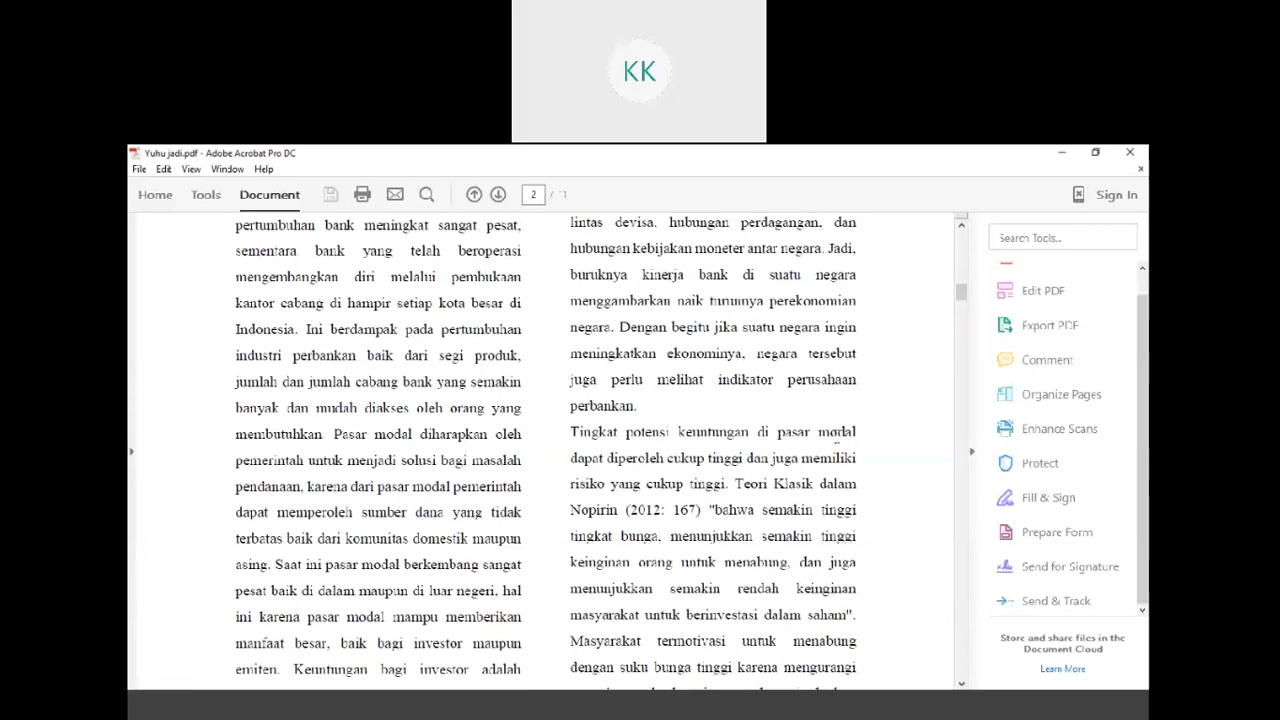 KK
Yuhu jadi.pdf - Adobe Acrobat Pro DC
File Edit View Window Help
Home Tools Document 2 / 11 Sign In
pertumbuhan bank meningkat sangat pesat,
sementara bank yang telah beroperasi
mengembangkan diri melalui pembukaan
kantor cabang di hampir setiap kota besar di
Indonesia. Ini berdampak pada pertumbuhan
industri perbankan baik dari segi produk,
jumlah dan jumlah cabang bank yang semakin
banyak dan mudah diakses oleh orang yang
membutuhkan. Pasar modal diharapkan oleh
pemerintah untuk menjadi solusi bagi masalah
pendanaan, karena dari pasar modal pemerintah
dapat memperoleh sumber dana yang tidak
terbatas baik dari komunitas domestik maupun
asing. Saat ini pasar modal berkembang sangat
pesat baik di dalam maupun di luar negeri, hal
ini karena pasar modal mampu memberikan
manfaat besar, baik bagi investor maupun
emiten. Keuntungan bagi investor adalah
lintas devisa, hubungan perdagangan, dan
hubungan kebijakan moneter antar negara. Jadi,
buruknya kinerja bank di suatu negara
menggambarkan naik turunnya perekonomian
negara. Dengan begitu jika suatu negara ingin
meningkatkan ekonominya, negara tersebut
juga perlu melihat indikator perusahaan
perbankan.
Tingkat potensi keuntungan di pasar modal
dapat diperoleh cukup tinggi dan juga memiliki
risiko yang cukup tinggi. Teori Klasik dalam
Nopirin (2012: 167) "bahwa semakin tinggi
tingkat bunga, menunjukkan semakin tinggi
keinginan orang untuk menabung, dan juga
menunjukkan semakin rendah keinginan
masyarakat untuk berinvestasi dalam saham".
Masyarakat termotivasi untuk menabung
dengan suku bunga tinggi karena mengurangi
Search Tools...
Edit PDF
Export PDF
Comment
Organize Pages
Enhance Scans
Protect
Fill & Sign
Prepare Form
Send for Signature
Send & Track
Store and share files in the
Document Cloud
Learn More